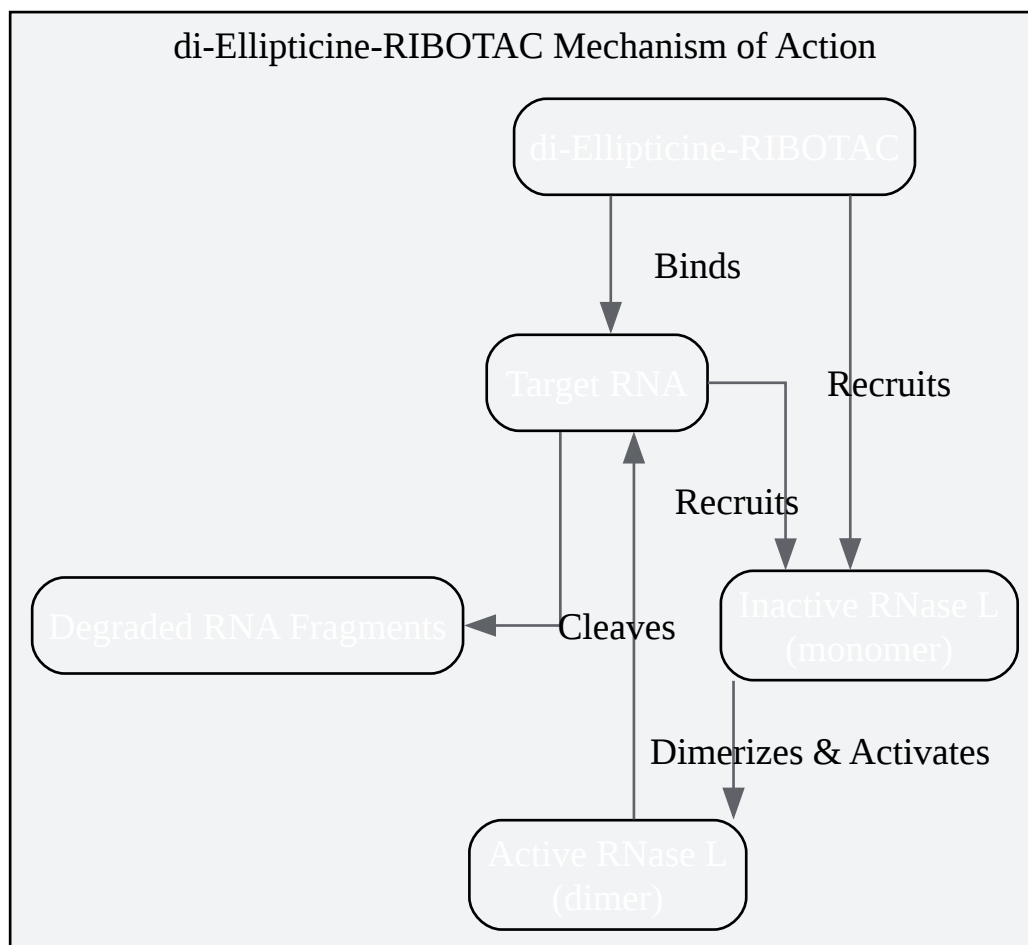 di-Ellipticine-RIBOTAC Mechanism of Action
di-Ellipticine-RIBOTAC
Binds
Target RNA
Recruits
Recruits
Inactive RNase L
(monomer)
Degraded RNA Fragments
Cleaves
Dimerizes & Activates
Active RNase L
(dimer)